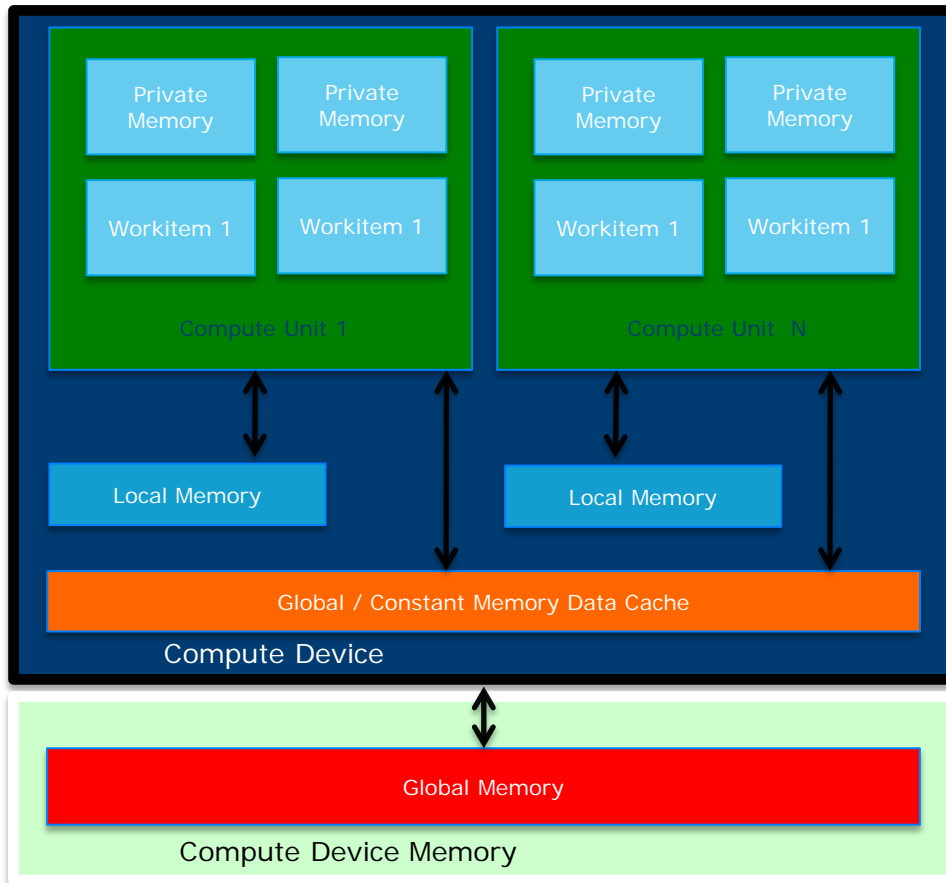 Private
Memory
Private
Memory
Private
Memory
Private
Memory
Workitem 1
Workitem 1
Workitem 1
Workitem 1
Compute Unit 1
Compute Unit  N
Local Memory
Local Memory
Global / Constant Memory Data Cache
Compute Device
Global Memory
Compute Device Memory